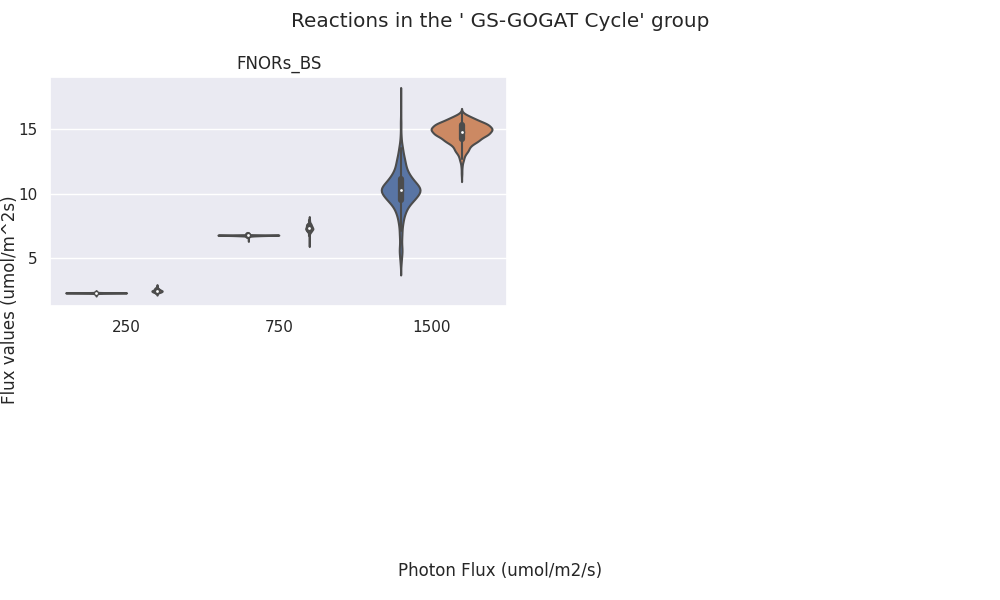 Reactions in the ' GS-GOGAT Cycle' group
FNORs_BS
15
10
5
Flux values (umol/m^2s)
250 750 1500
Photon Flux (umol/m2/s)